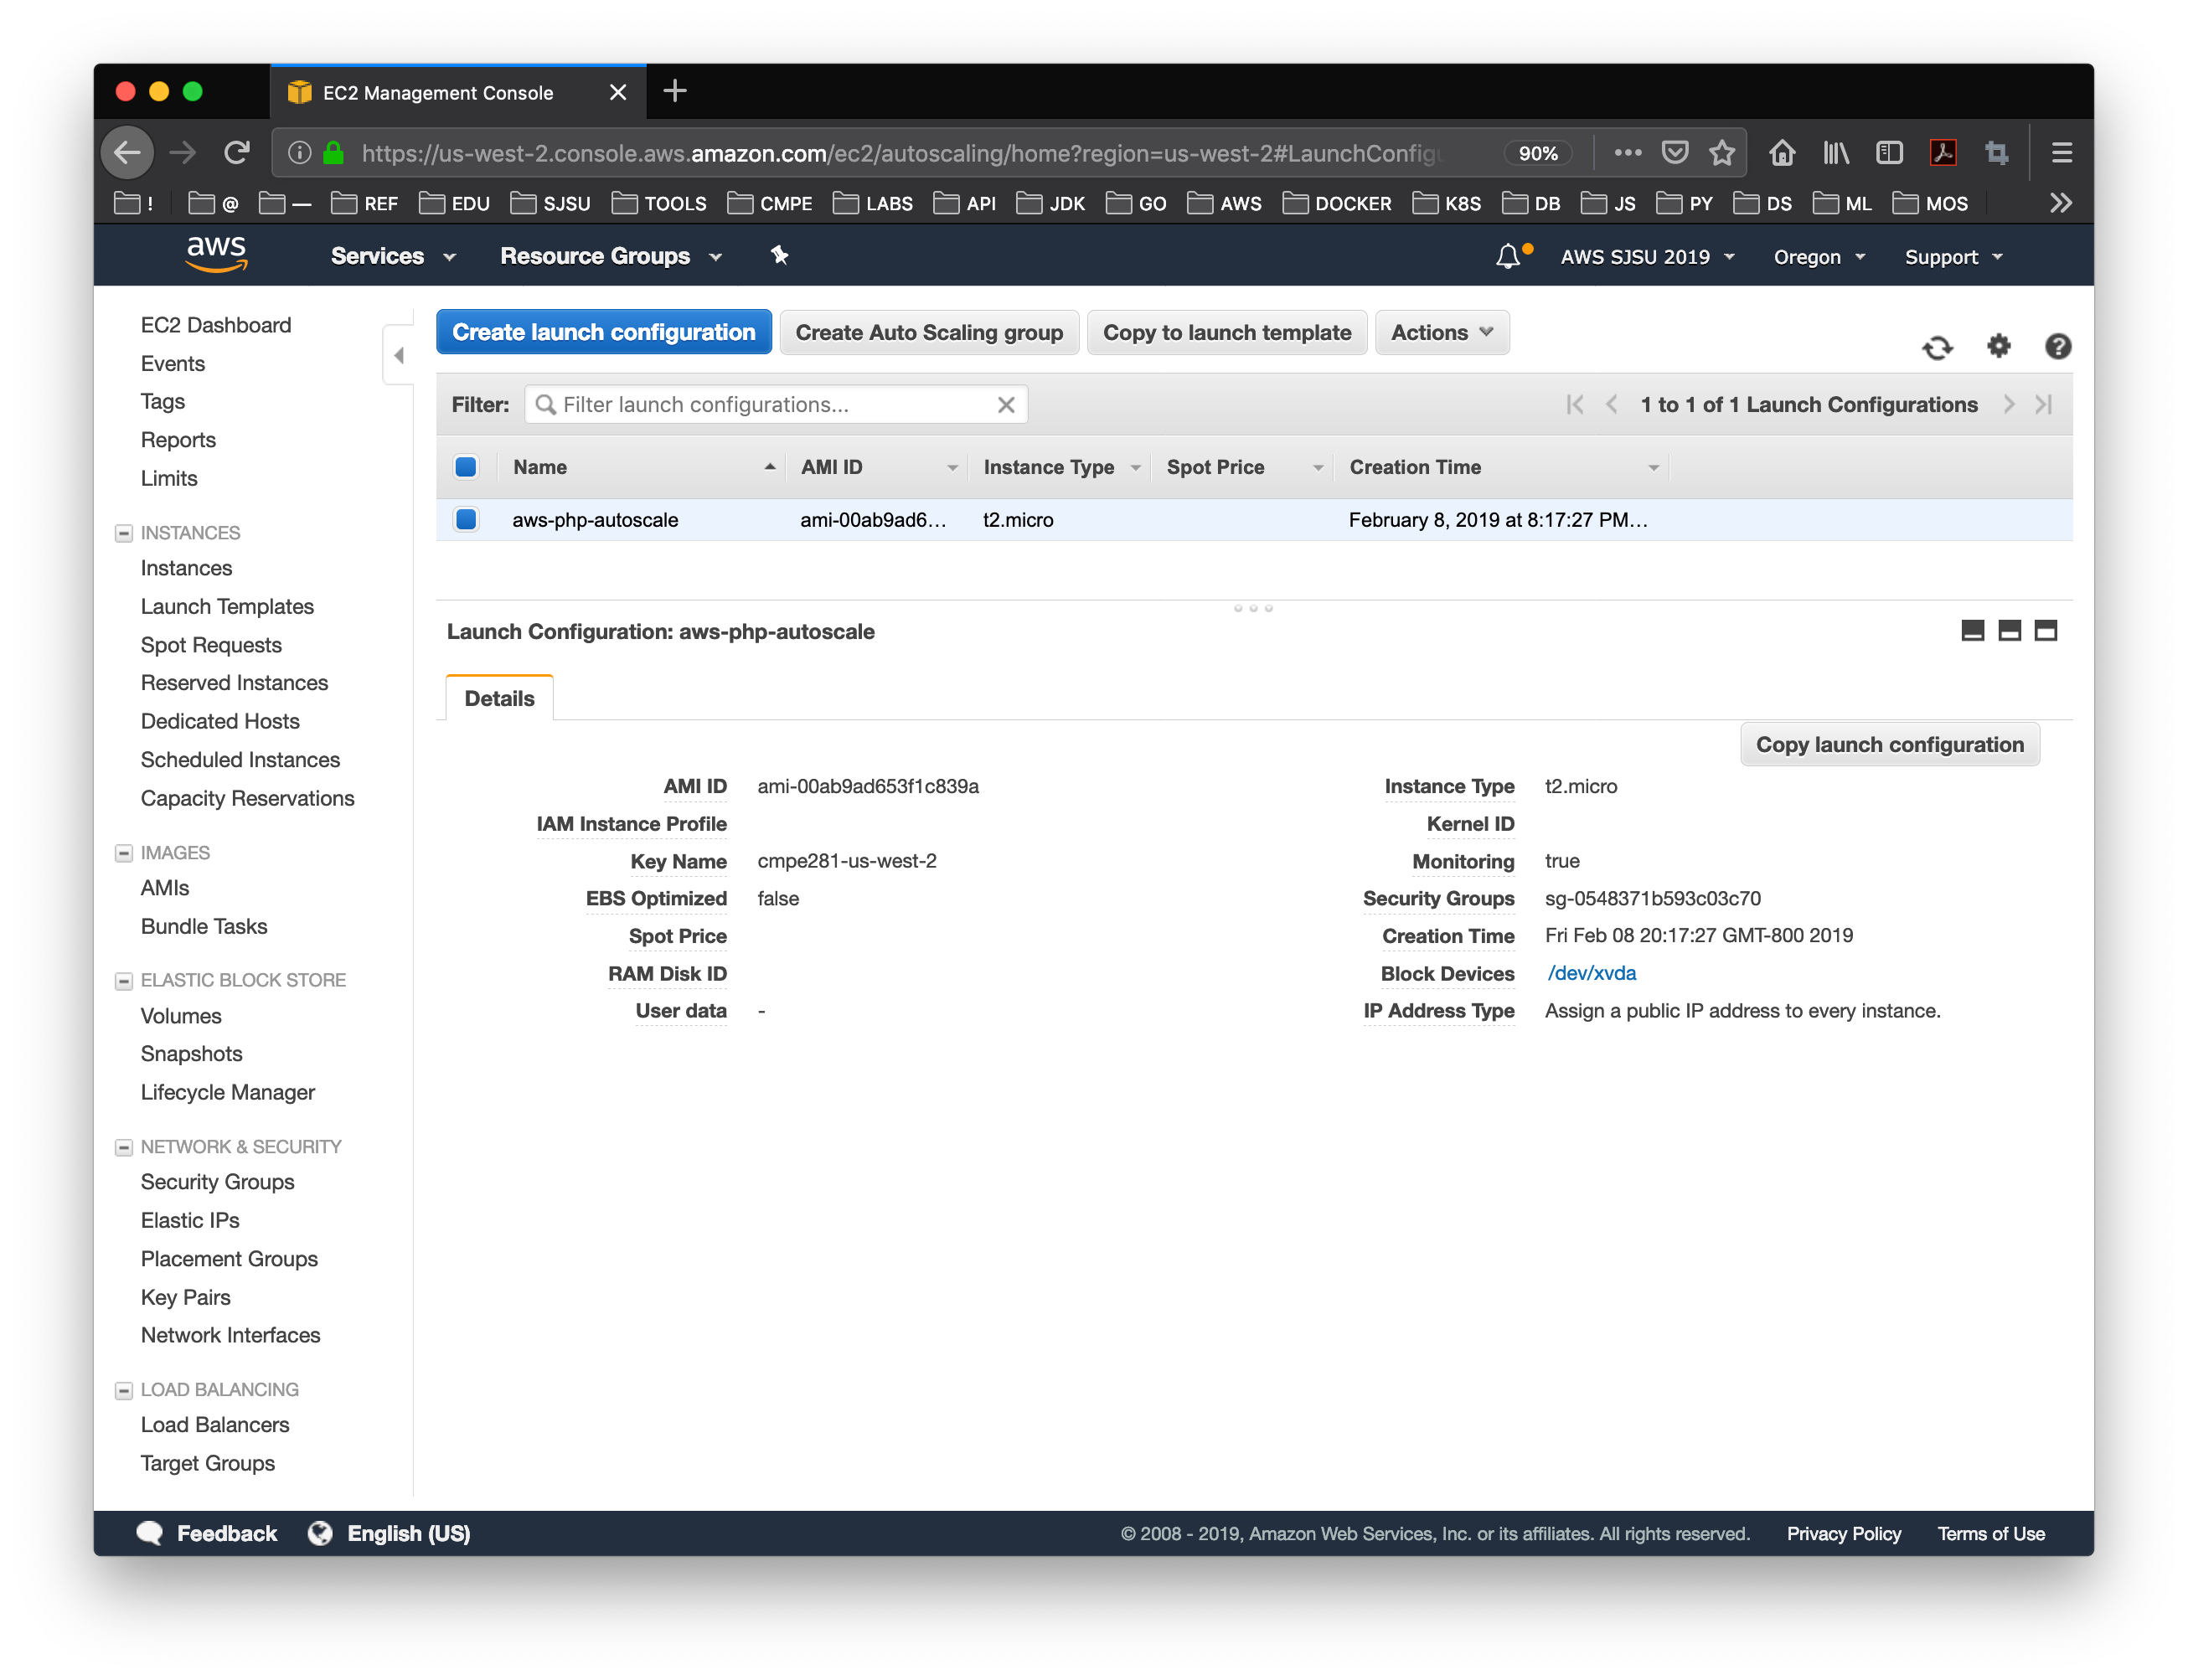 EC2 Management Console
https://us-west-2.console.aws.amazon.com/ec2/autoscaling/home?region=us-west-2#LaunchConfigu
90%
! @ — REF EDU SJSU TOOLS CMPE LABS API JDK GO AWS DOCKER K8S DB JS PY DS ML MOS
aws Services Resource Groups AWS SJSU 2019 Oregon Support
EC2 Dashboard
Events
Tags
Reports
Limits
INSTANCES
Instances
Launch Templates
Spot Requests
Reserved Instances
Dedicated Hosts
Scheduled Instances
Capacity Reservations
IMAGES
AMIs
Bundle Tasks
ELASTIC BLOCK STORE
Volumes
Snapshots
Lifecycle Manager
NETWORK & SECURITY
Security Groups
Elastic IPs
Placement Groups
Key Pairs
Network Interfaces
LOAD BALANCING
Load Balancers
Target Groups
Create launch configuration Create Auto Scaling group Copy to launch template Actions
Filter: Filter launch configurations... 1 to 1 of 1 Launch Configurations
Name AMI ID Instance Type Spot Price Creation Time
aws-php-autoscale ami-00ab9ad6... t2.micro February 8, 2019 at 8:17:27 PM...
Launch Configuration: aws-php-autoscale
Details
Copy launch configuration
AMI ID ami-00ab9ad653f1c839a
IAM Instance Profile
Key Name cmpe281-us-west-2
EBS Optimized false
Spot Price
RAM Disk ID
User data -
Instance Type t2.micro
Kernel ID
Monitoring true
Security Groups sg-0548371b593c03c70
Creation Time Fri Feb 08 20:17:27 GMT-800 2019
Block Devices /dev/xvda
IP Address Type Assign a public IP address to every instance.
Feedback English (US) © 2008 - 2019, Amazon Web Services, Inc. or its affiliates. All rights reserved. Privacy Policy Terms of Use